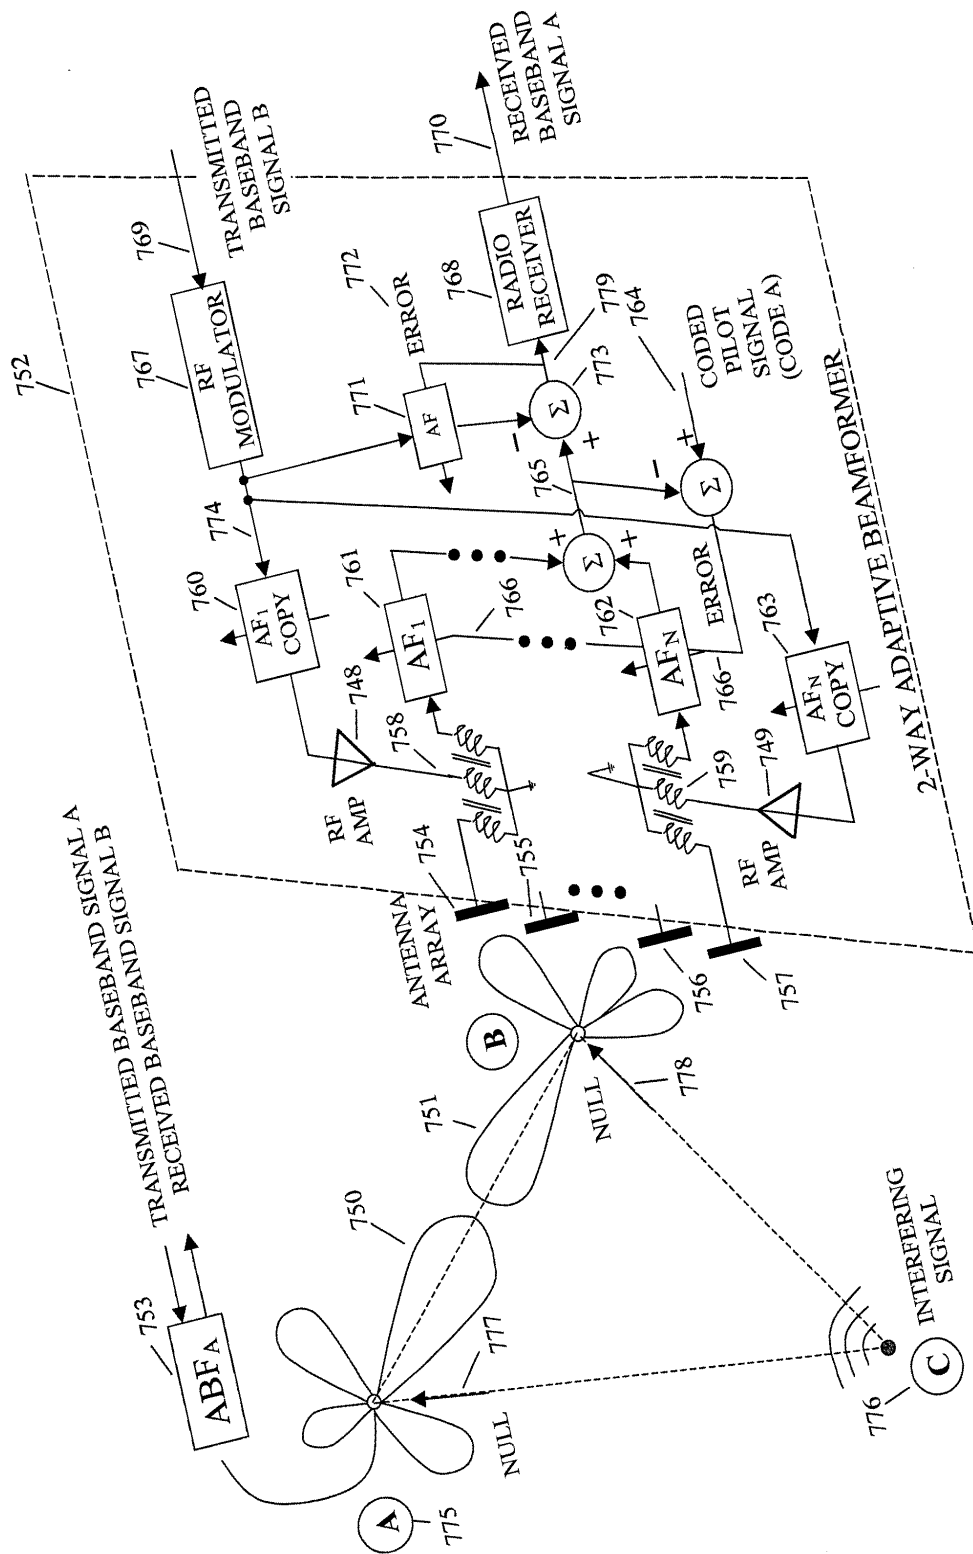 752
769
TRANSMITTED
BASEBAND
SIGNAL B
767
RF
MODULATOR
774
772
ERROR
771
AF
770
RECEIVED
BASEBAND
SIGNAL A
768
RADIO
RECEIVER
779
764
773
Σ
−
+
765
CODED
PILOT
SIGNAL
(CODE A)
+
−
Σ
760
AF1
COPY
761
AF1
766
+
Σ
+
762
AFN
ERROR
766
763
AFN
COPY
748
758
RF
AMP
759
749
RF
AMP
2-WAY ADAPTIVE BEAMFORMER
ANTENNA
ARRAY
754
755
756
757
TRANSMITTED BASEBAND SIGNAL A
RECEIVED BASEBAND SIGNAL B
753
ABFA
B
751
750
NULL
778
777
NULL
A
775
INTERFERING
SIGNAL
C
776